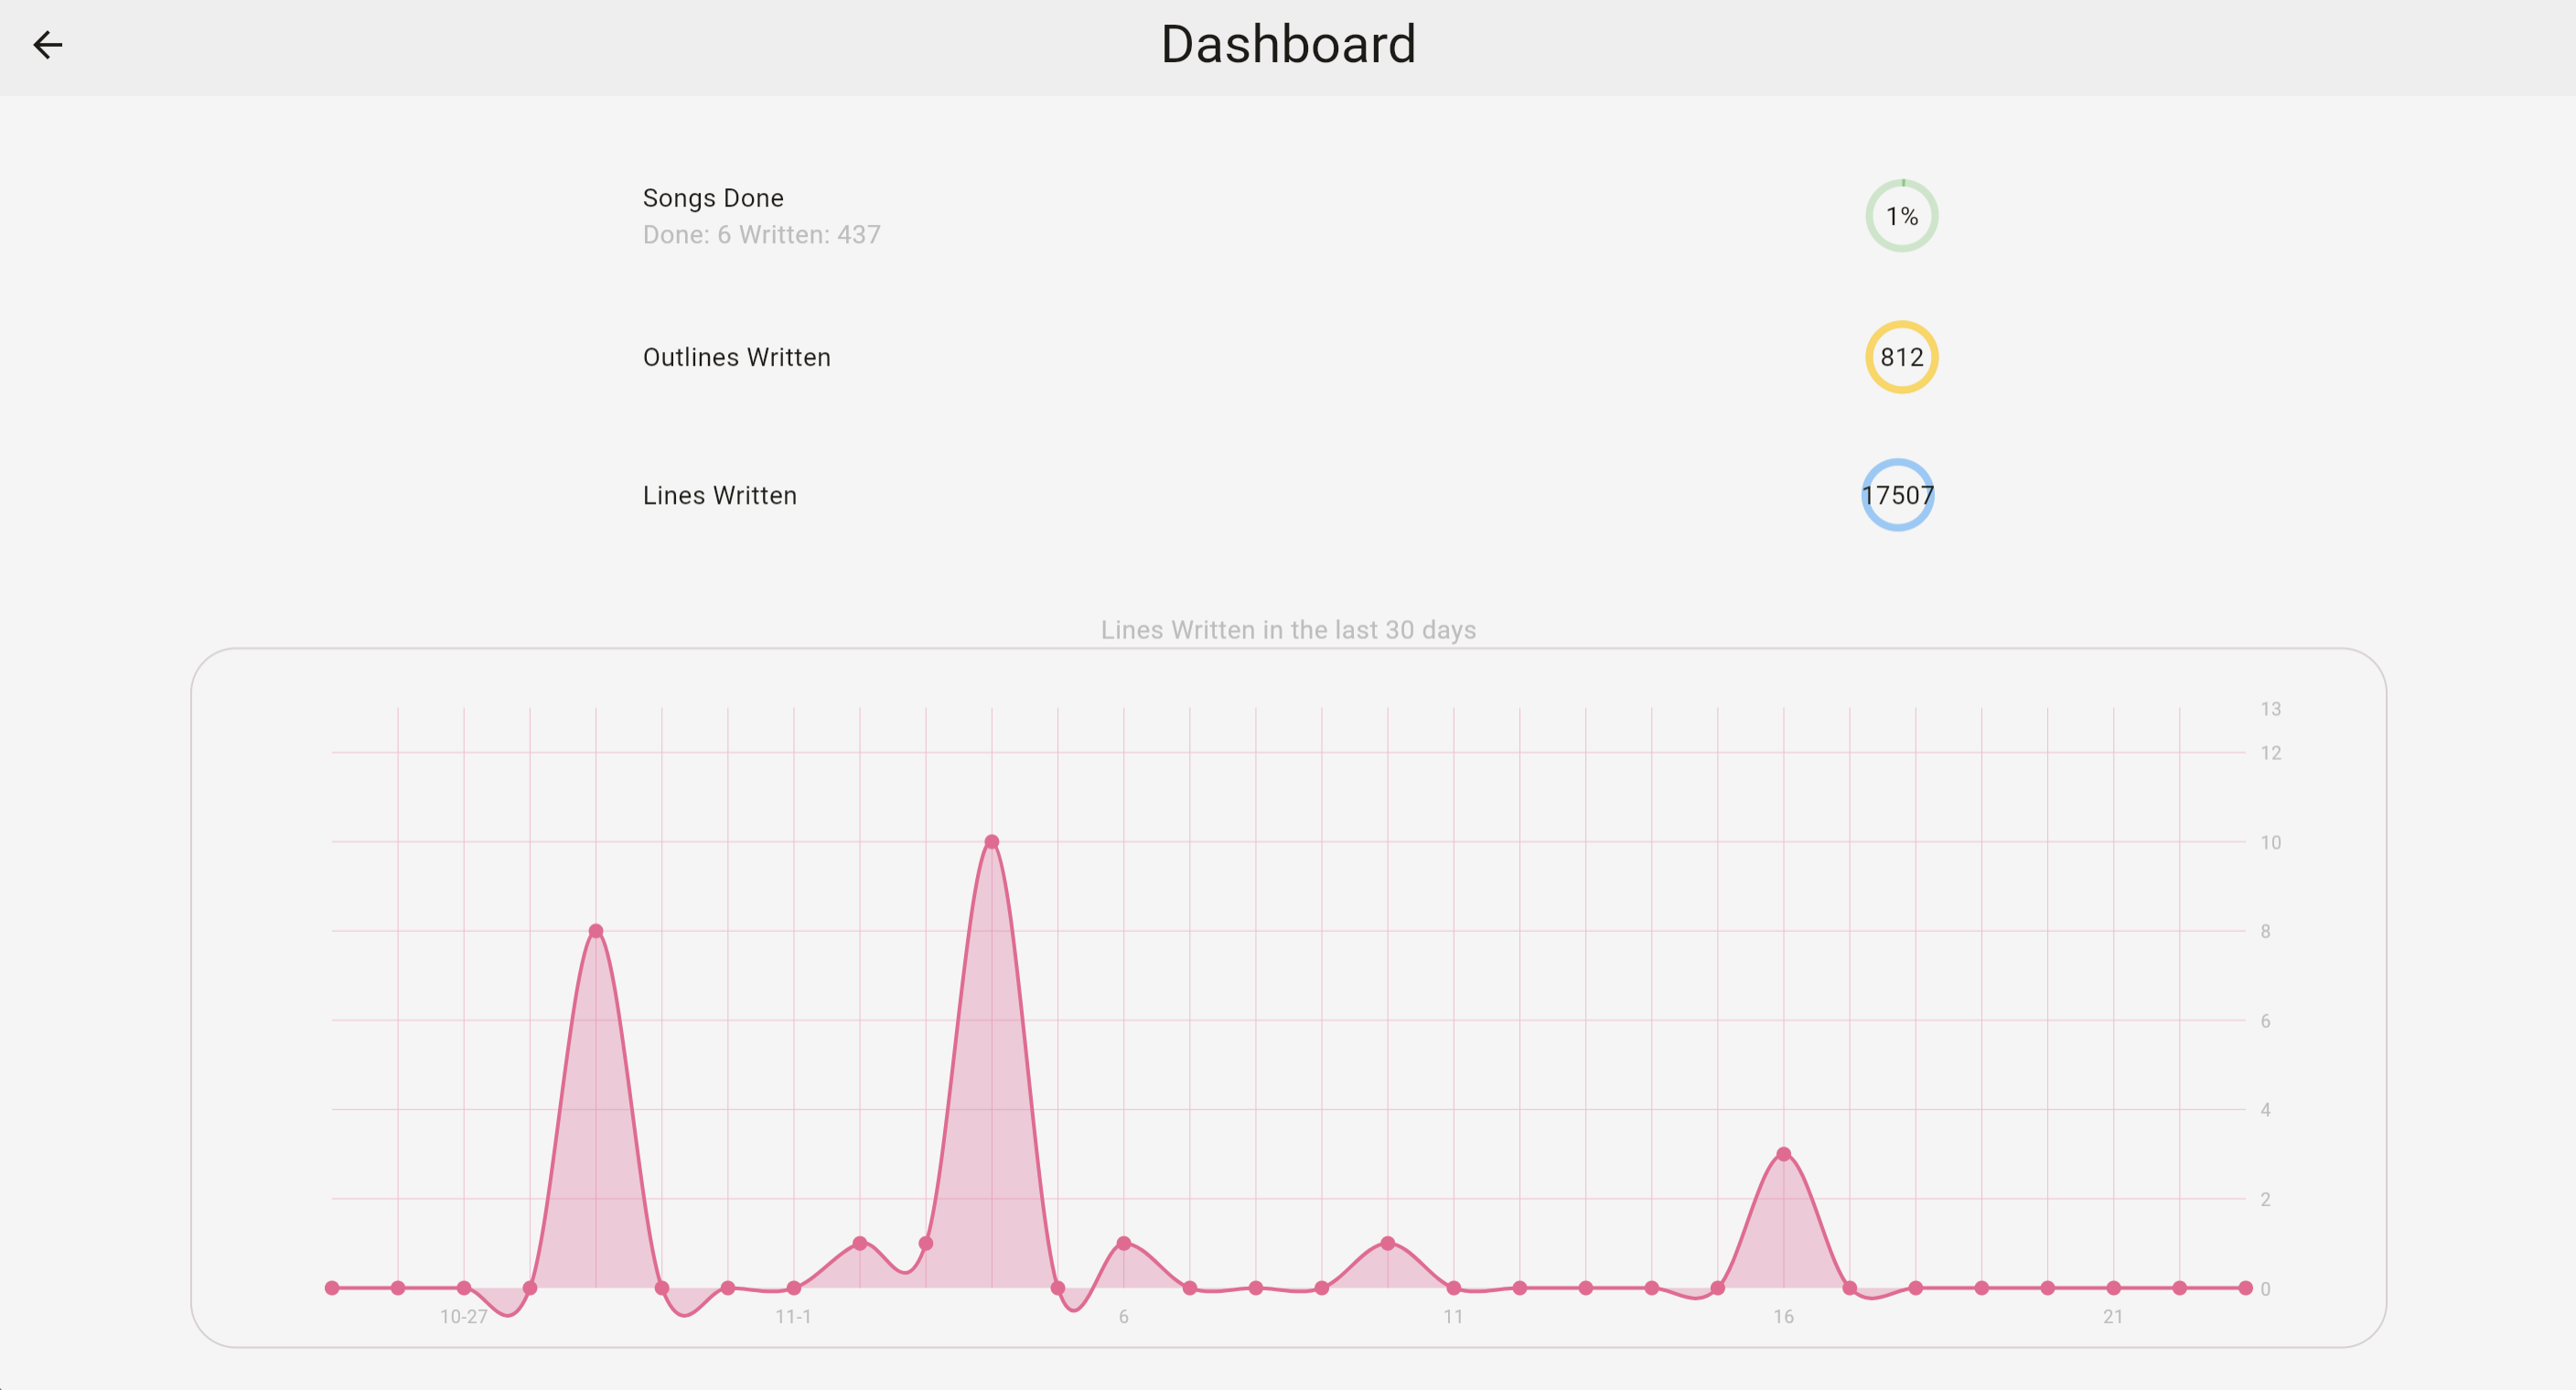 Dashboard
Songs Done
Done: 6 Written: 437
1%
Outlines Written
812
Lines Written
17507
Lines Written in the last 30 days
13
12
10
8
6
4
2
0
10-27
11-1
6
11
16
21